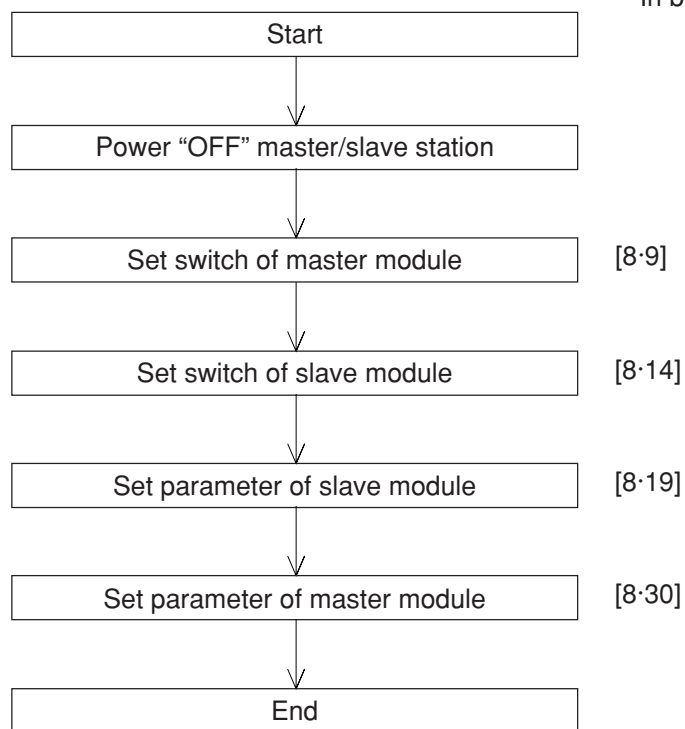 in b
Start
Power “OFF” master/slave station
Set switch of master module [8·9]
Set switch of slave module [8·14]
Set parameter of slave module [8·19]
Set parameter of master module [8·30]
End